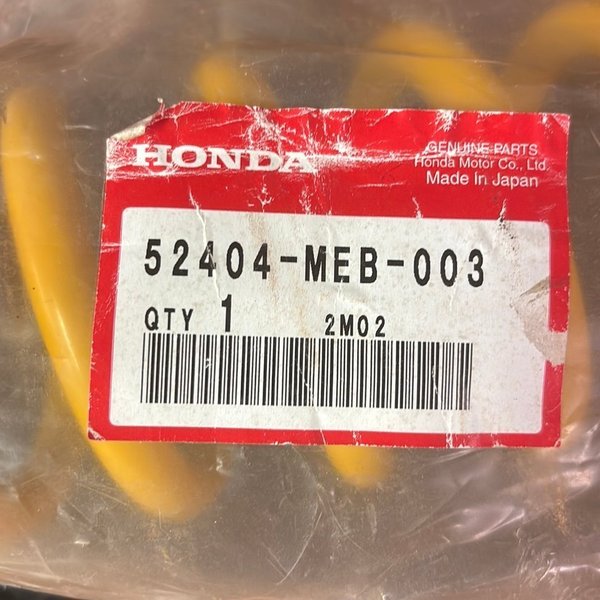 HONDA
GENUINE PARTS
Honda Motor Co., Ltd.
Made In Japan
52404-MEB-003
QTY 1 2M02